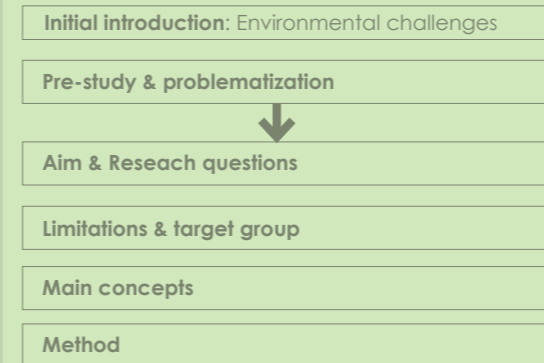 Initial introduction: Environmental challenges
Pre-study & problematization
Aim & Reseach questions
Limitations & target group
Main concepts
Method